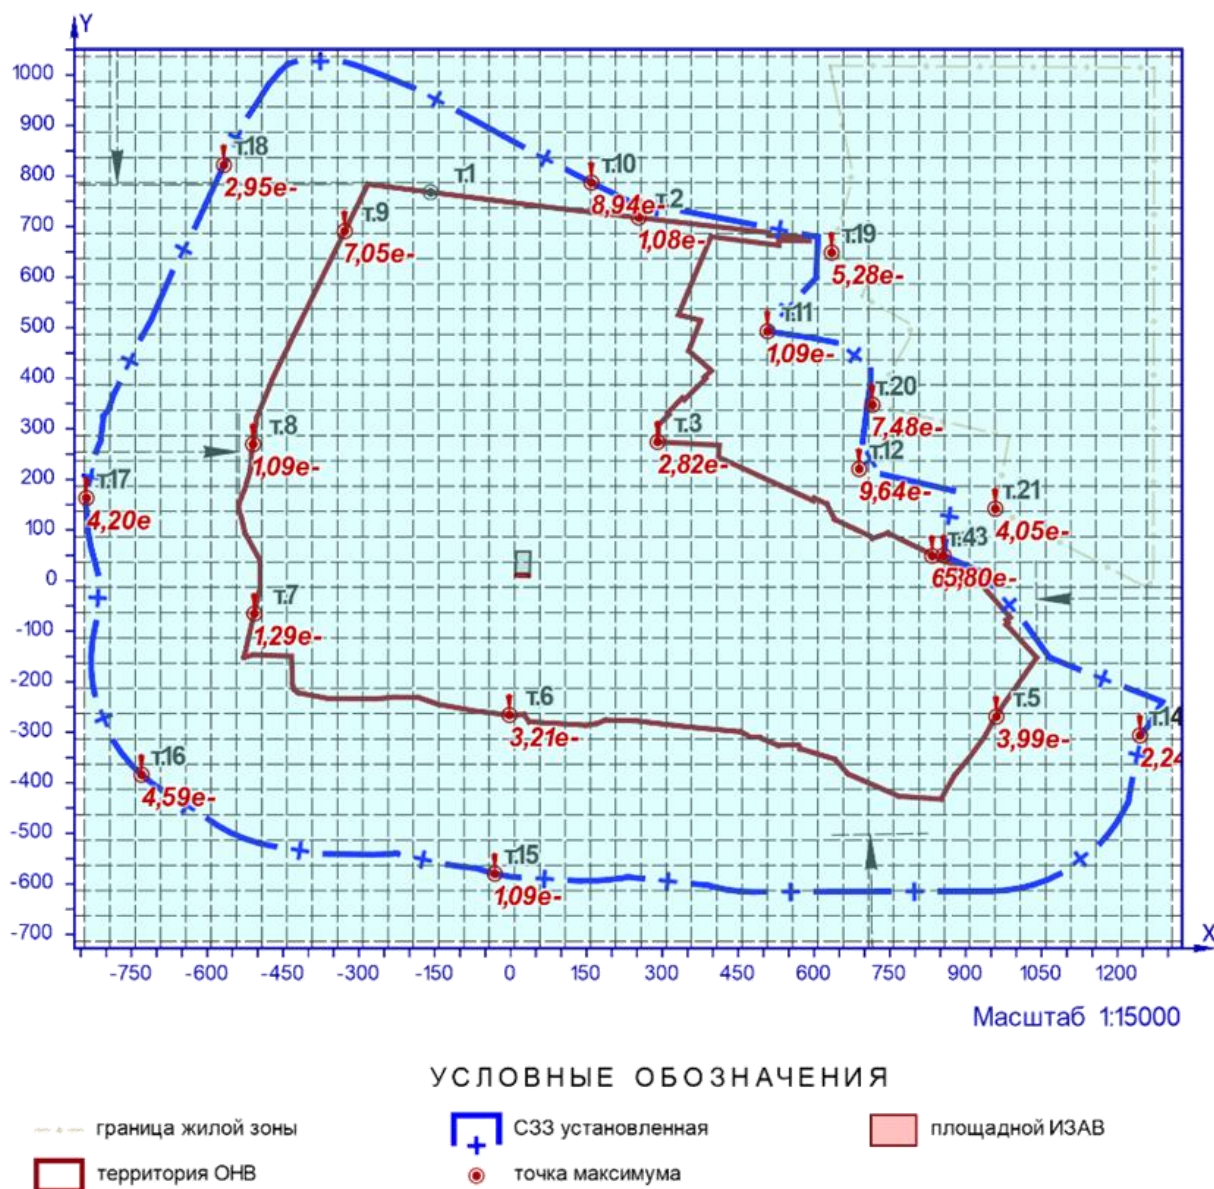 Y
1000
900
800
700
600
500
400
300
200
100
0
-100
-200
-300
-400
-500
-600
-700
т.18
2,95e-
т.1
т.10
8,94e-
т.2
1,08e-
т.9
7,05e-
т.19
5,28e-
т.11
1,09e-
т.20
7,48e-
т.8
1,09e-
т.3
2,82e-
т.12
9,64e-
т.17
4,20e
т.21
4,05e-
т.7
1,29e-
т.6
3,21e-
т.5
3,99e-
т.14
2,24
т.16
4,59e-
т.15
1,09e-
X
-750 -600 -450 -300 -150 0 150 300 450 600 750 900 1050 1200
Масштаб 1:15000
УСЛОВНЫЕ ОБОЗНАЧЕНИЯ
граница жилой зоны СЗЗ установленная площадной ИЗАВ
территория ОНВ точка максимума